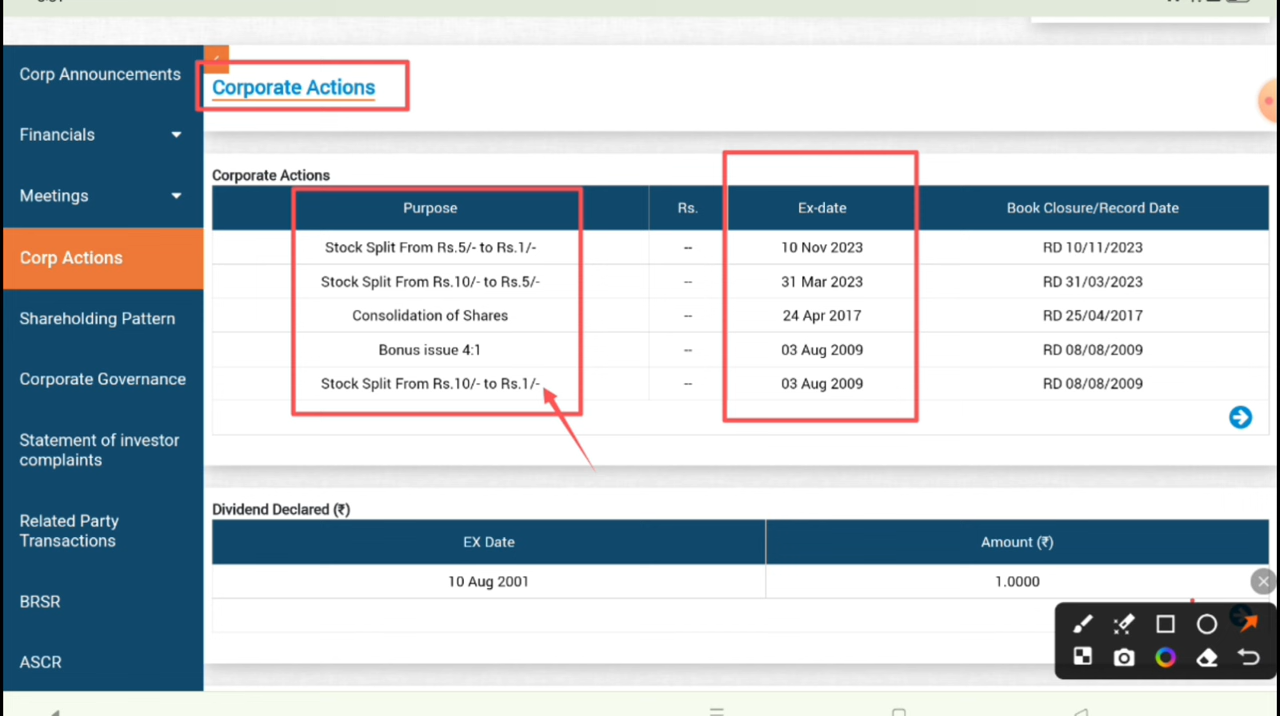 Corp Announcements
Financials
Meetings
Corp Actions
Shareholding Pattern
Corporate Governance
Statement of investor
complaints
Related Party
Transactions
BRSR
ASCR
Corporate Actions
Corporate Actions
Purpose Rs. Ex-date Book Closure/Record Date
Stock Split From Rs.5/- to Rs.1/- -- 10 Nov 2023 RD 10/11/2023
Stock Split From Rs.10/- to Rs.5/- -- 31 Mar 2023 RD 31/03/2023
Consolidation of Shares -- 24 Apr 2017 RD 25/04/2017
Bonus issue 4:1 -- 03 Aug 2009 RD 08/08/2009
Stock Split From Rs.10/- to Rs.1/- -- 03 Aug 2009 RD 08/08/2009
Dividend Declared (₹)
EX Date Amount (₹)
10 Aug 2001 1.0000